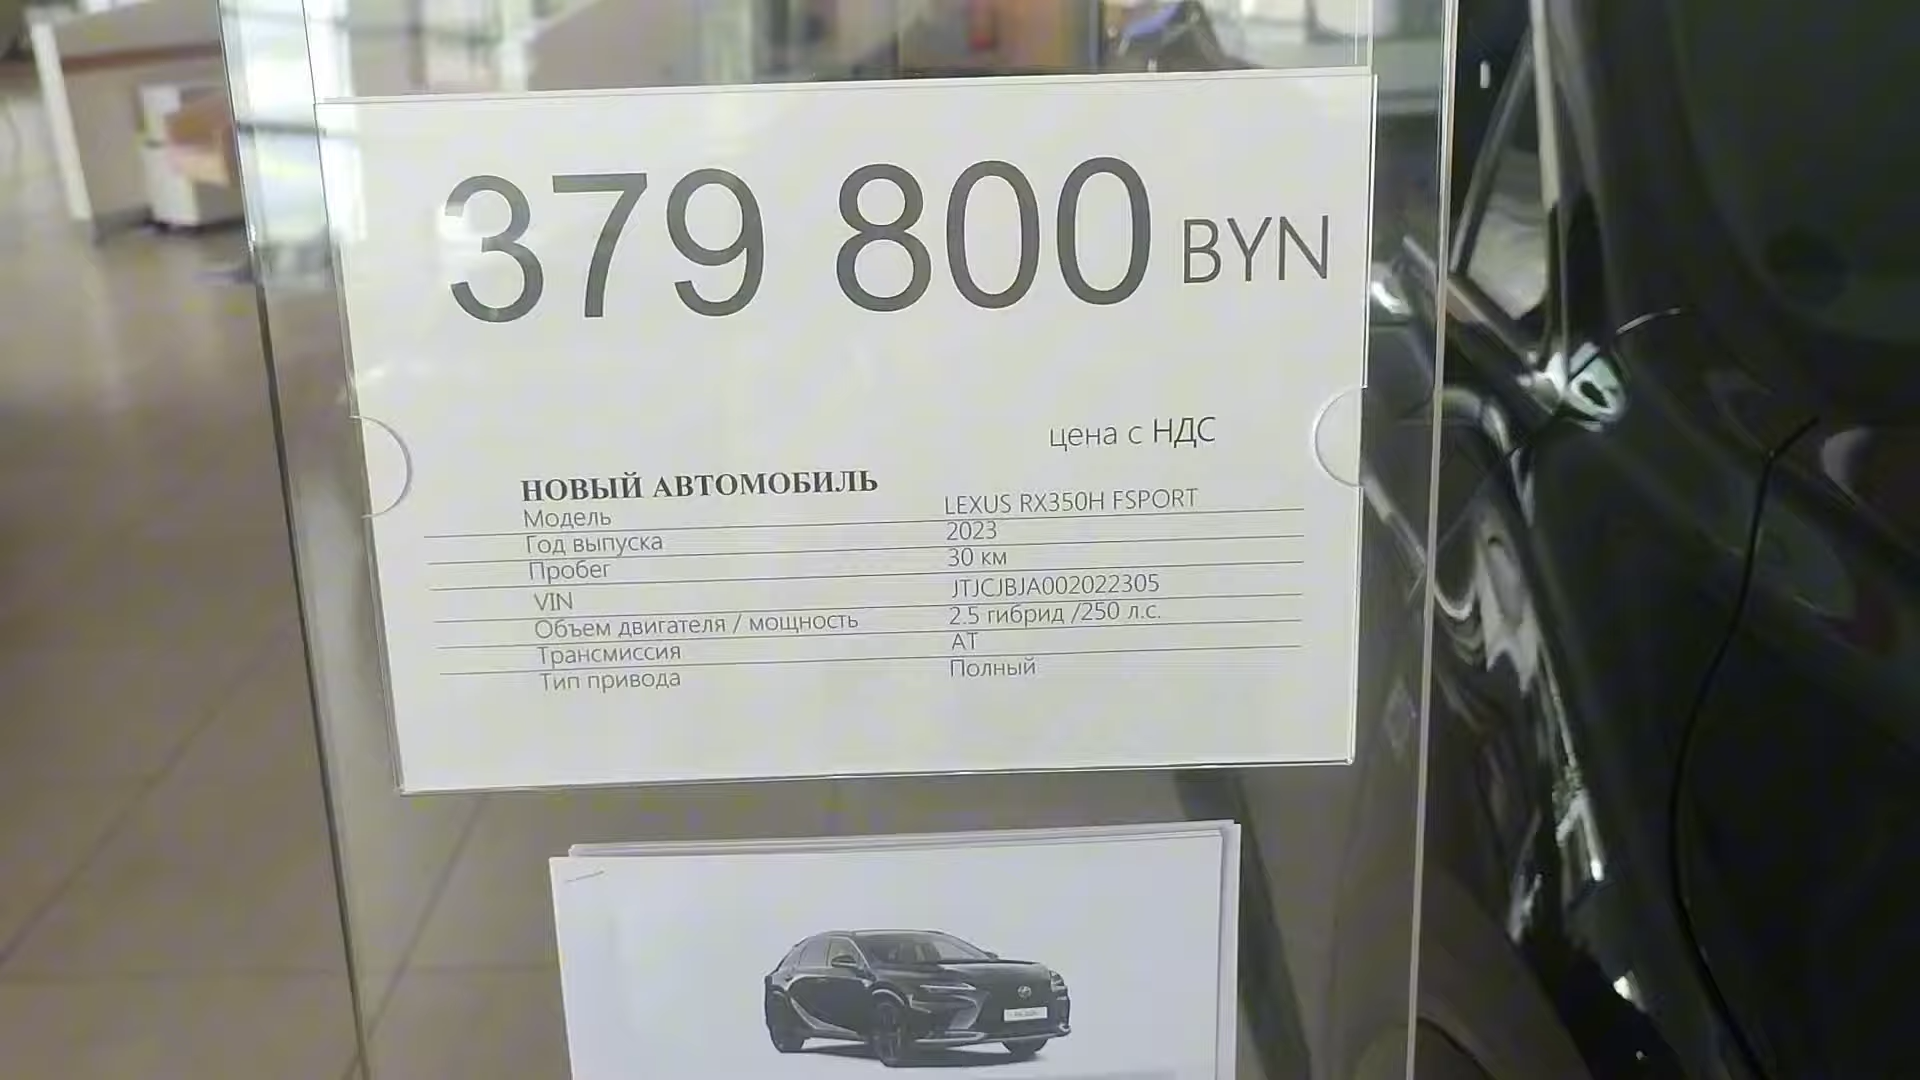 379 800 BYN
цена с НДС
НОВЫЙ АВТОМОБИЛЬ
Модель LEXUS RX350H FSPORT
Год выпуска 2023
Пробег 30 км
VIN JTJCJBJA002022305
Объем двигателя / мощность 2.5 гибрид /250 л.с.
Трансмиссия АТ
Тип привода Полный